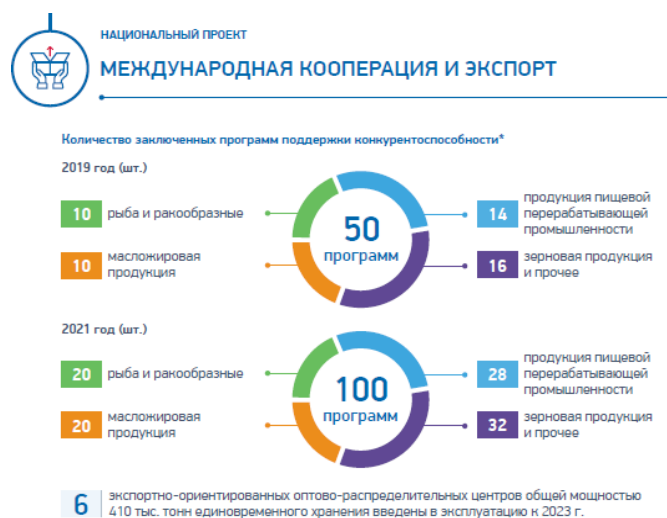 НАЦИОНАЛЬНЫЙ ПРОЕКТ
МЕЖДУНАРОДНАЯ КООПЕРАЦИЯ И ЭКСПОРТ
Количество заключенных программ поддержки конкурентоспособности*
2019 год (шт.)
10 рыба и ракообразные
10 масложировая
продукция
50
программ
14 продукция пищевой
перерабатывающей
промышленности
16 зерновая продукция
и прочее
2021 год (шт.)
20 рыба и ракообразные
20 масложировая
продукция
100
программ
28 продукция пищевой
перерабатывающей
промышленности
32 зерновая продукция
и прочее
6 экспортно-ориентированных оптово-распределительных центров общей мощностью
410 тыс. тонн единовременного хранения введены в эксплуатацию к 2023 г.